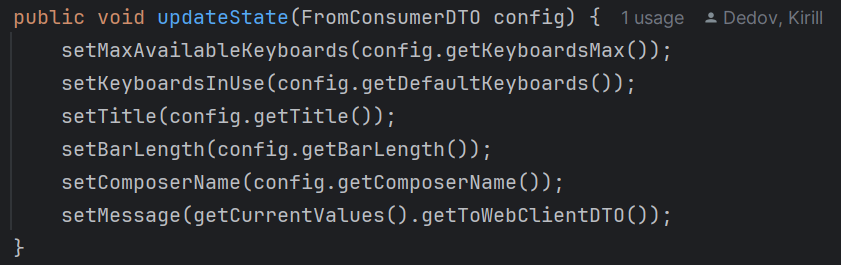 public void updateState(FromConsumerDTO config) { 1 usage Dedov, Kirill
setMaxAvailableKeyboards(config.getKeyboardsMax());
setKeyboardsInUse(config.getDefaultKeyboards());
setTitle(config.getTitle());
setBarLength(config.getBarLength());
setComposerName(config.getComposerName());
setMessage(getCurrentValues().getToWebClientDTO());
}